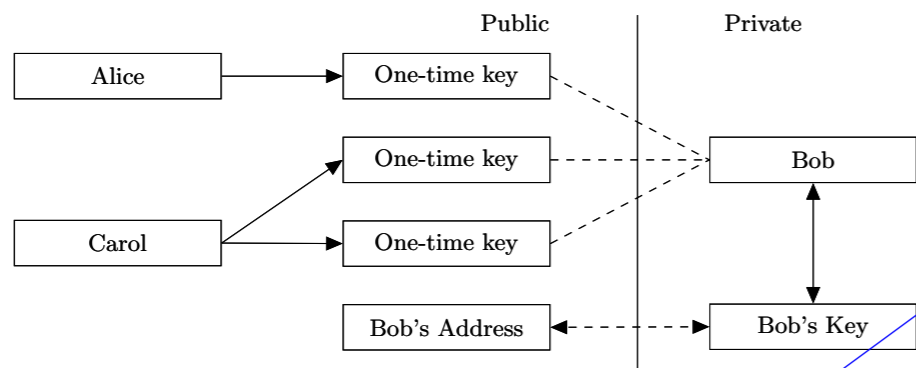 Public
Private
Alice
One-time key
One-time key
Bob
Carol
One-time key
Bob's Address
Bob's Key